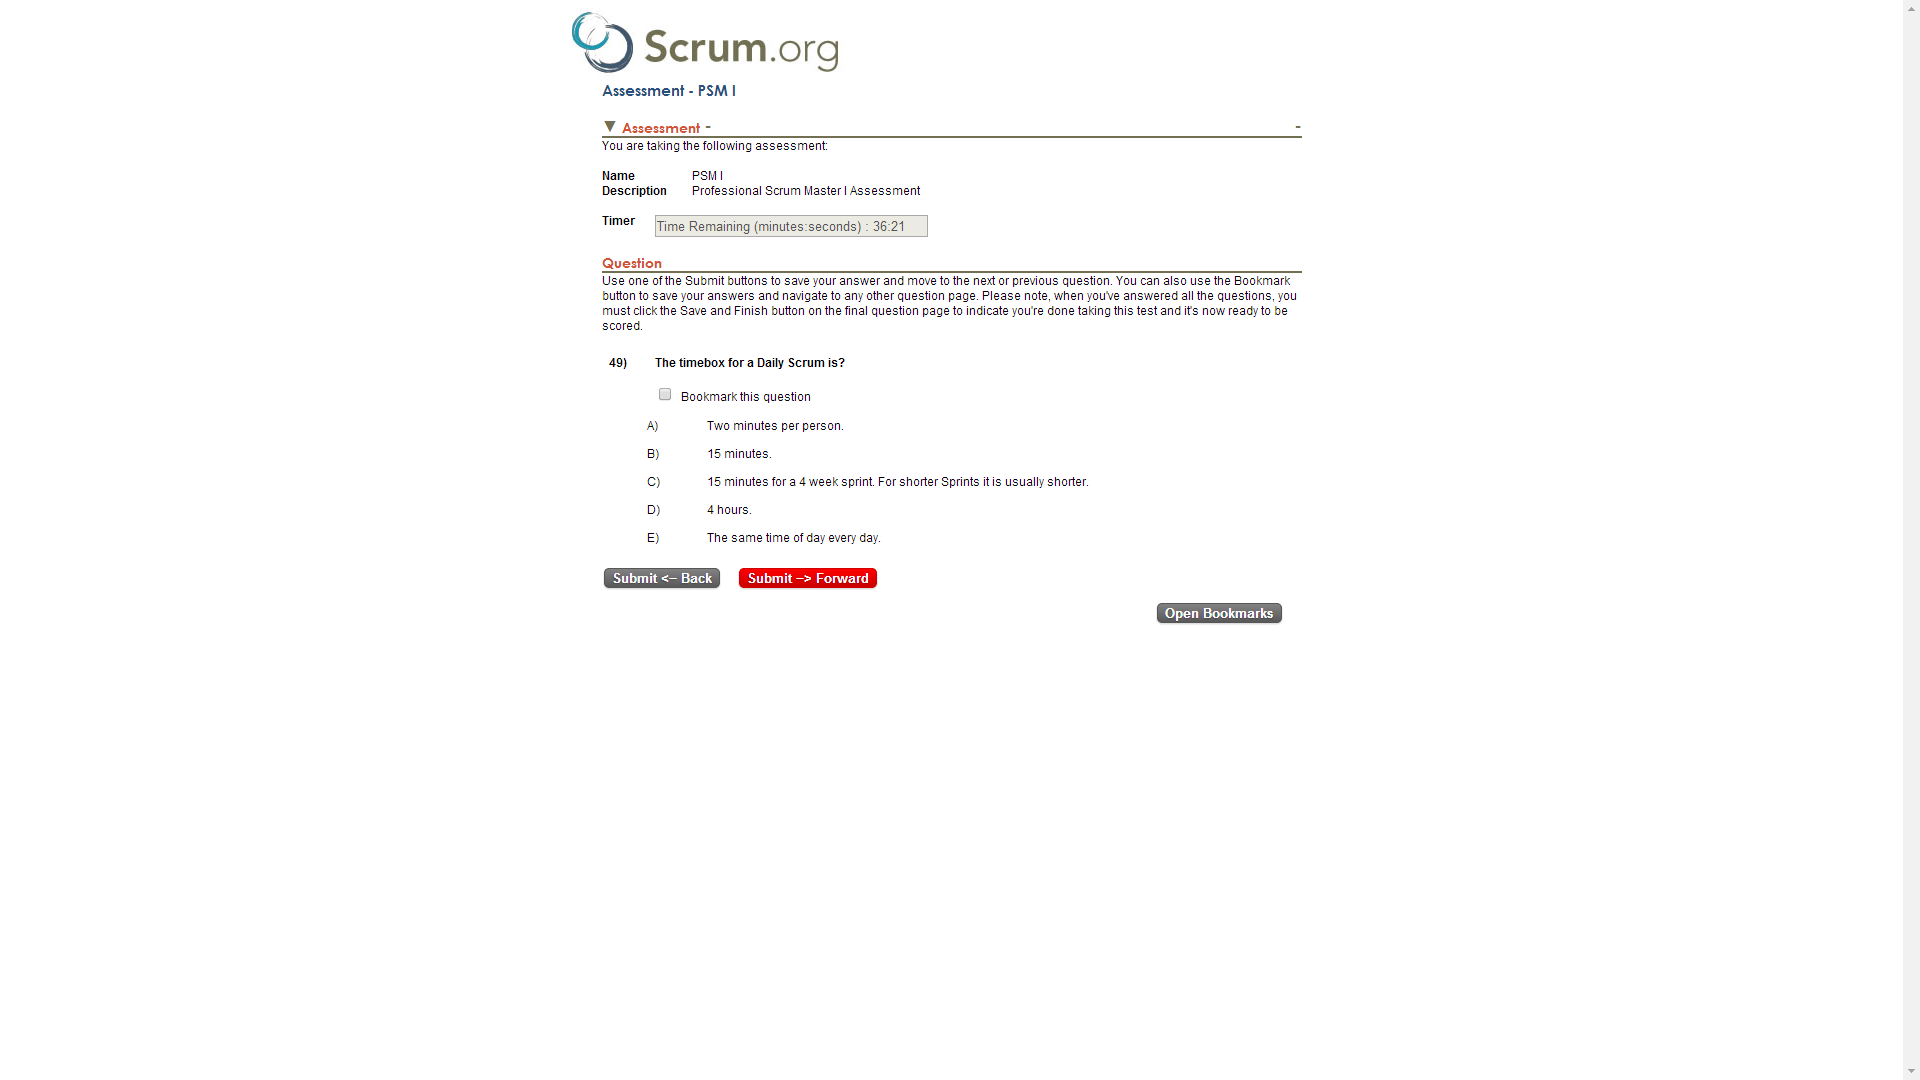 Scrum.org
Assessment - PSM I
▼ Assessment - -
You are taking the following assessment:
Name PSM I
Description Professional Scrum Master I Assessment
Timer Time Remaining (minutes:seconds) : 36:21
Question
Use one of the Submit buttons to save your answer and move to the next or previous question. You can also use the Bookmark
button to save your answers and navigate to any other question page. Please note, when you've answered all the questions, you
must click the Save and Finish button on the final question page to indicate you're done taking this test and it's now ready to be
scored.
49) The timebox for a Daily Scrum is?
Bookmark this question
A) Two minutes per person.
B) 15 minutes.
C) 15 minutes for a 4 week sprint. For shorter Sprints it is usually shorter.
D) 4 hours.
E) The same time of day every day.
Submit <-- Back Submit --> Forward
Open Bookmarks